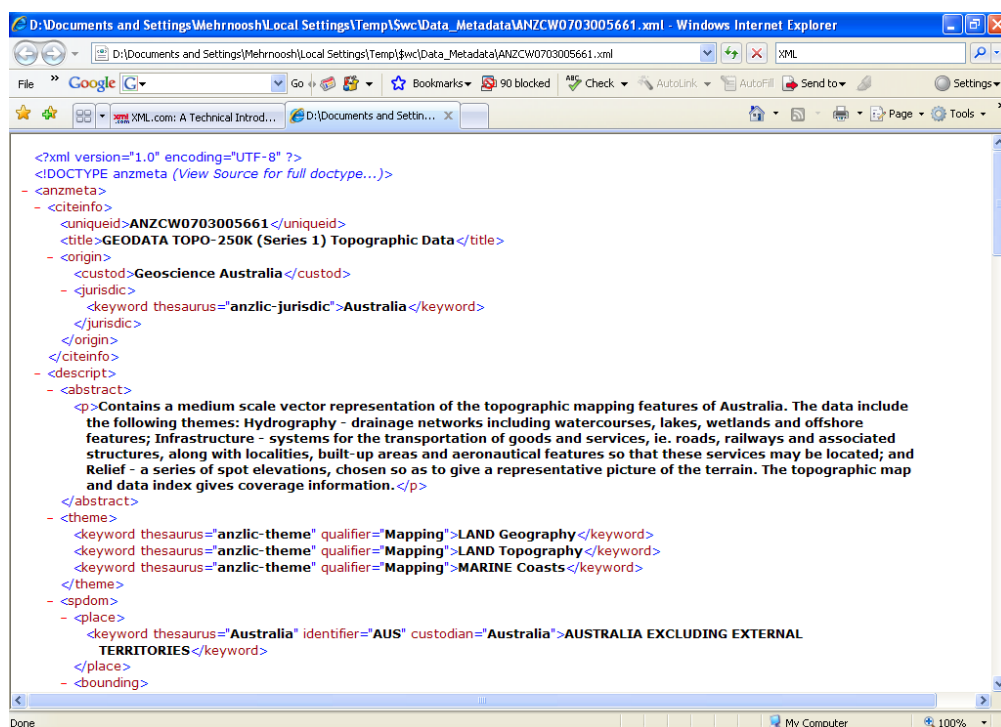 D:\Documents and Settings\Mehrnoosh\Local Settings\Temp\$wc\Data_Metadata\ANZCW0703005661.xml - Windows Internet Explorer
D:\Documents and Settings\Mehrnoosh\Local Settings\Temp\$wc\Data_Metadata\ANZCW0703005661.xml XML
File » Google G Go Bookmarks 90 blocked ABC Check AutoLink AutoFill Send to Settings
XML.com: A Technical Introd... D:\Documents and Settin... X Page Tools »
<?xml version="1.0" encoding="UTF-8" ?>
<!DOCTYPE anzmeta (View Source for full doctype...)>
- <anzmeta>
- <citeinfo>
<uniqueid>ANZCW0703005661</uniqueid>
<title>GEODATA TOPO-250K (Series 1) Topographic Data</title>
- <origin>
<custod>Geoscience Australia</custod>
- <jurisdic>
<keyword thesaurus="anzlic-jurisdic">Australia</keyword>
</jurisdic>
</origin>
</citeinfo>
- <descript>
- <abstract>
<p>Contains a medium scale vector representation of the topographic mapping features of Australia. The data include
the following themes: Hydrography - drainage networks including watercourses, lakes, wetlands and offshore
features; Infrastructure - systems for the transportation of goods and services, ie. roads, railways and associated
structures, along with localities, built-up areas and aeronautical features so that these services may be located; and
Relief - a series of spot elevations, chosen so as to give a representative picture of the terrain. The topographic map
and data index gives coverage information.</p>
</abstract>
- <theme>
<keyword thesaurus="anzlic-theme" qualifier="Mapping">LAND Geography</keyword>
<keyword thesaurus="anzlic-theme" qualifier="Mapping">LAND Topography</keyword>
<keyword thesaurus="anzlic-theme" qualifier="Mapping">MARINE Coasts</keyword>
</theme>
- <spdom>
- <place>
<keyword thesaurus="Australia" identifier="AUS" custodian="Australia">AUSTRALIA EXCLUDING EXTERNAL
TERRITORIES</keyword>
</place>
- <bounding>
Done My Computer 100%